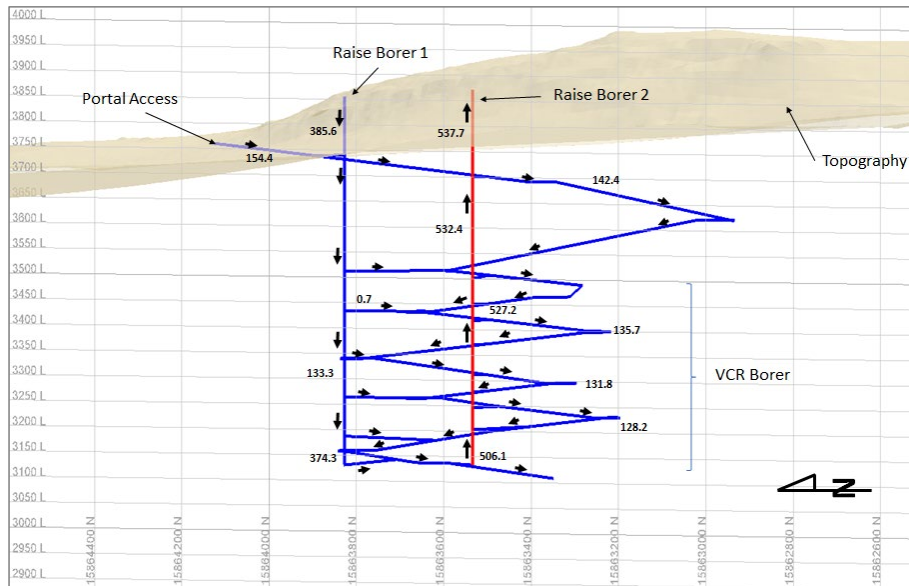 4000 L
3950 L
3900 L
Raise Borer 1
3850 L
Portal Access
Raise Borer 2
3800 L
385.6
537.7
3750 L
154.4
Topography
3700 L
142.4
3650 L
3600 L
532.4
3500 L
3450 L
0.7
527.2
3400 L
135.7
3350 L
133.3
131.8
VCR Borer
3300 L
3250 L
3200 L
128.2
3150 L
374.3
506.1
3100 L
3050 L
N
3000 L
2950 L
2900 L
15864400 N
15864200 N
15864000 N
15863800 N
15863600 N
15863400 N
15863200 N
15863000 N
15862800 N
15862600 N